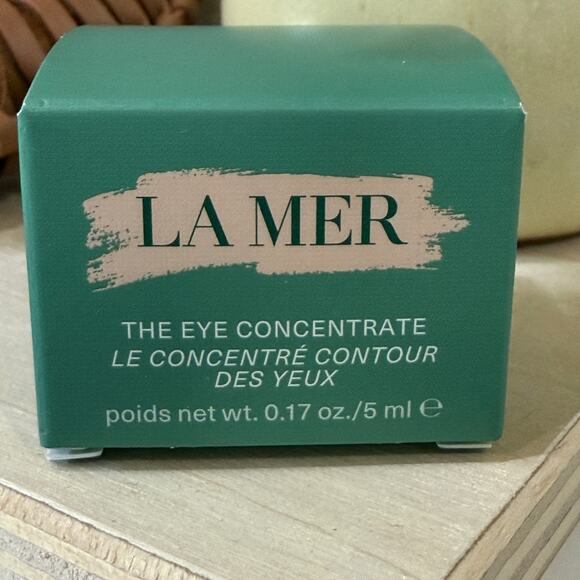 LA MER
THE EYE CONCENTRATE
LE CONCENTRÉ CONTOUR
DES YEUX
poids net wt. 0.17 oz./5 ml ℮